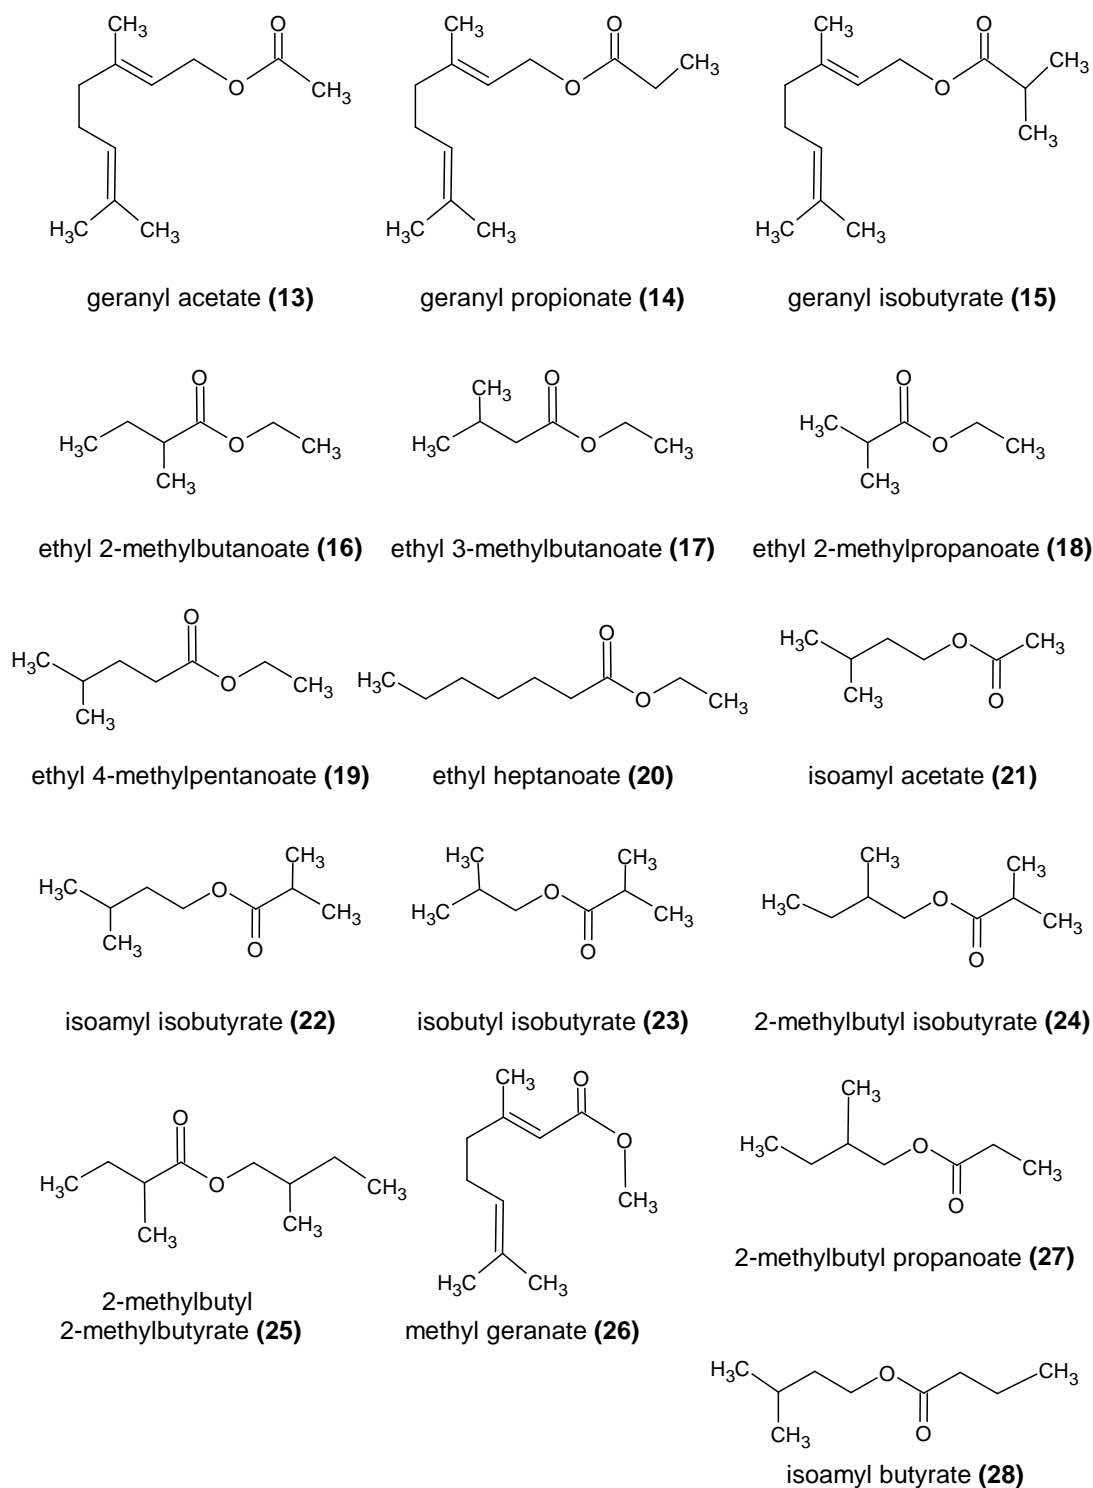 CH₃ O
O CH₃
H₃C CH₃
geranyl acetate (13)
CH₃ O
O CH₃
H₃C CH₃
geranyl propionate (14)
CH₃ O
O CH₃
CH₃
H₃C CH₃
geranyl isobutyrate (15)
O
H₃C O CH₃
CH₃
ethyl 2-methylbutanoate (16)
CH₃ O
H₃C O CH₃
ethyl 3-methylbutanoate (17)
O
H₃C O CH₃
CH₃
ethyl 2-methylpropanoate (18)
O
H₃C O CH₃
CH₃
ethyl 4-methylpentanoate (19)
O
H₃C O CH₃
ethyl heptanoate (20)
H₃C O CH₃
CH₃ O
isoamyl acetate (21)
CH₃
H₃C O CH₃
CH₃ O
isoamyl isobutyrate (22)
H₃C CH₃
O
H₃C CH₃
O
isobutyl isobutyrate (23)
CH₃ CH₃
H₃C O CH₃
O
2-methylbutyl isobutyrate (24)
O
H₃C O CH₃
CH₃ CH₃
2-methylbutyl
2-methylbutyrate (25)
CH₃ O
O
CH₃
H₃C CH₃
methyl geranate (26)
CH₃
H₃C O CH₃
O
2-methylbutyl propanoate (27)
H₃C O CH₃
CH₃ O
isoamyl butyrate (28)